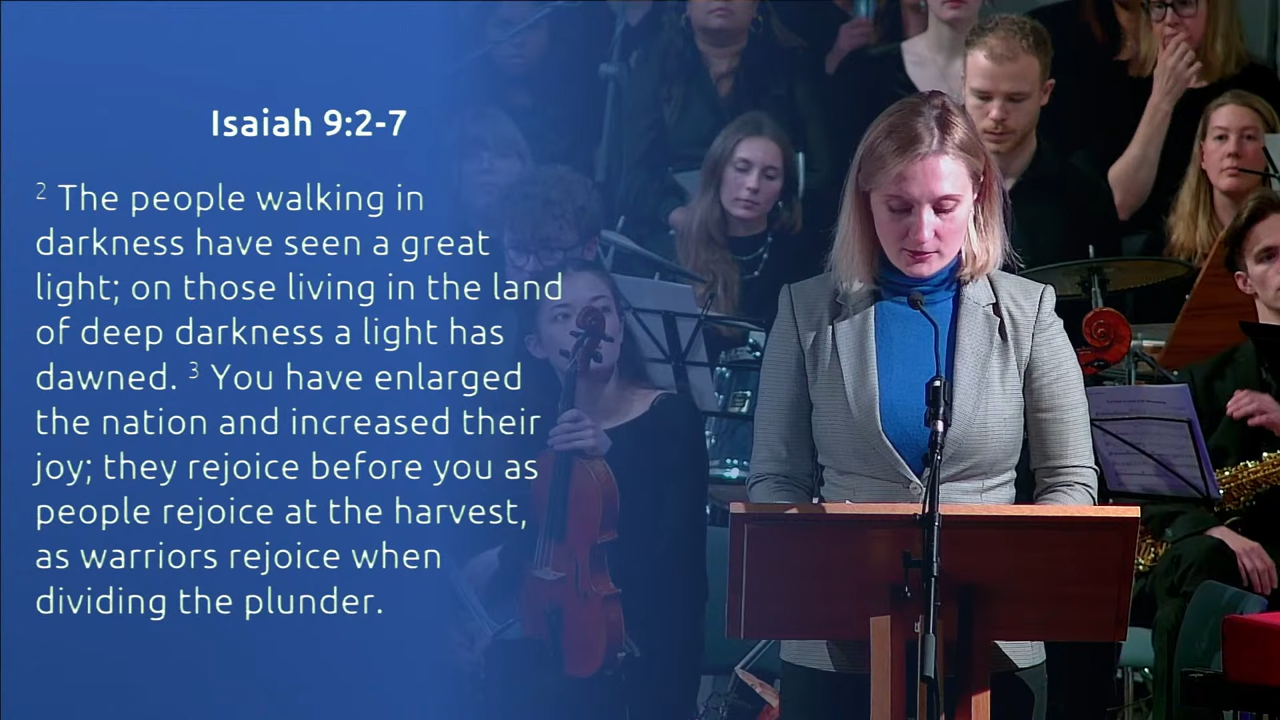 Isaiah 9:2-7
² The people walking in
darkness have seen a great
light; on those living in the land
of deep darkness a light has
dawned. ³ You have enlarged
the nation and increased their
joy; they rejoice before you as
people rejoice at the harvest,
as warriors rejoice when
dividing the plunder.